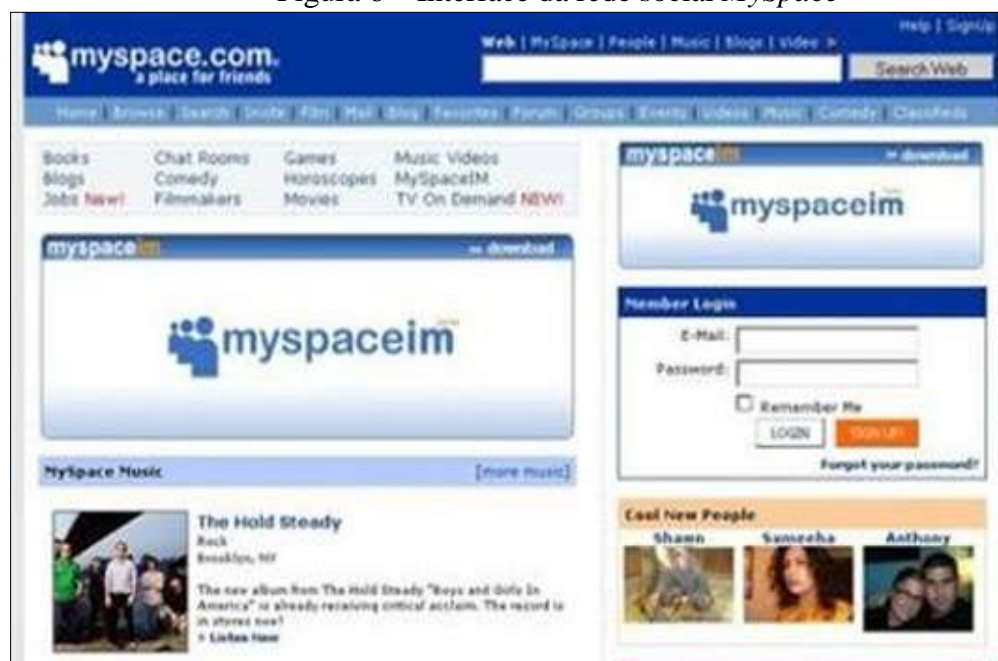 Figura 6 – Interface da rede social MySpace
Help | SignUp
myspace.com.
a place for friends
Web | MySpace | People | Music | Blogs | Video
Search Web
Home | Browse | Search | Invite | Film | Mail | Blog | Favorites | Forum | Groups | Events | Videos | Music | Comedy | Classifieds
Books Chat Rooms Games Music Videos
Blogs Comedy Horoscopes MySpaceIM
Jobs New! Filmmakers Movies TV On Demand NEW!
myspaceim download
myspaceim
myspaceim download
myspaceim
Member Login
E-Mail:
Password:
Remember Me
LOGIN SIGN UP!
Forgot your password?
MySpace Music [more music]
The Hold Steady
Rock
Brooklyn, NY
The new album from The Hold Steady "Boys and Girls In
America" is already receiving critical acclaim. The record is
in stores now!
» Listen Now
Cool New People
Shawn Sameeha Anthony